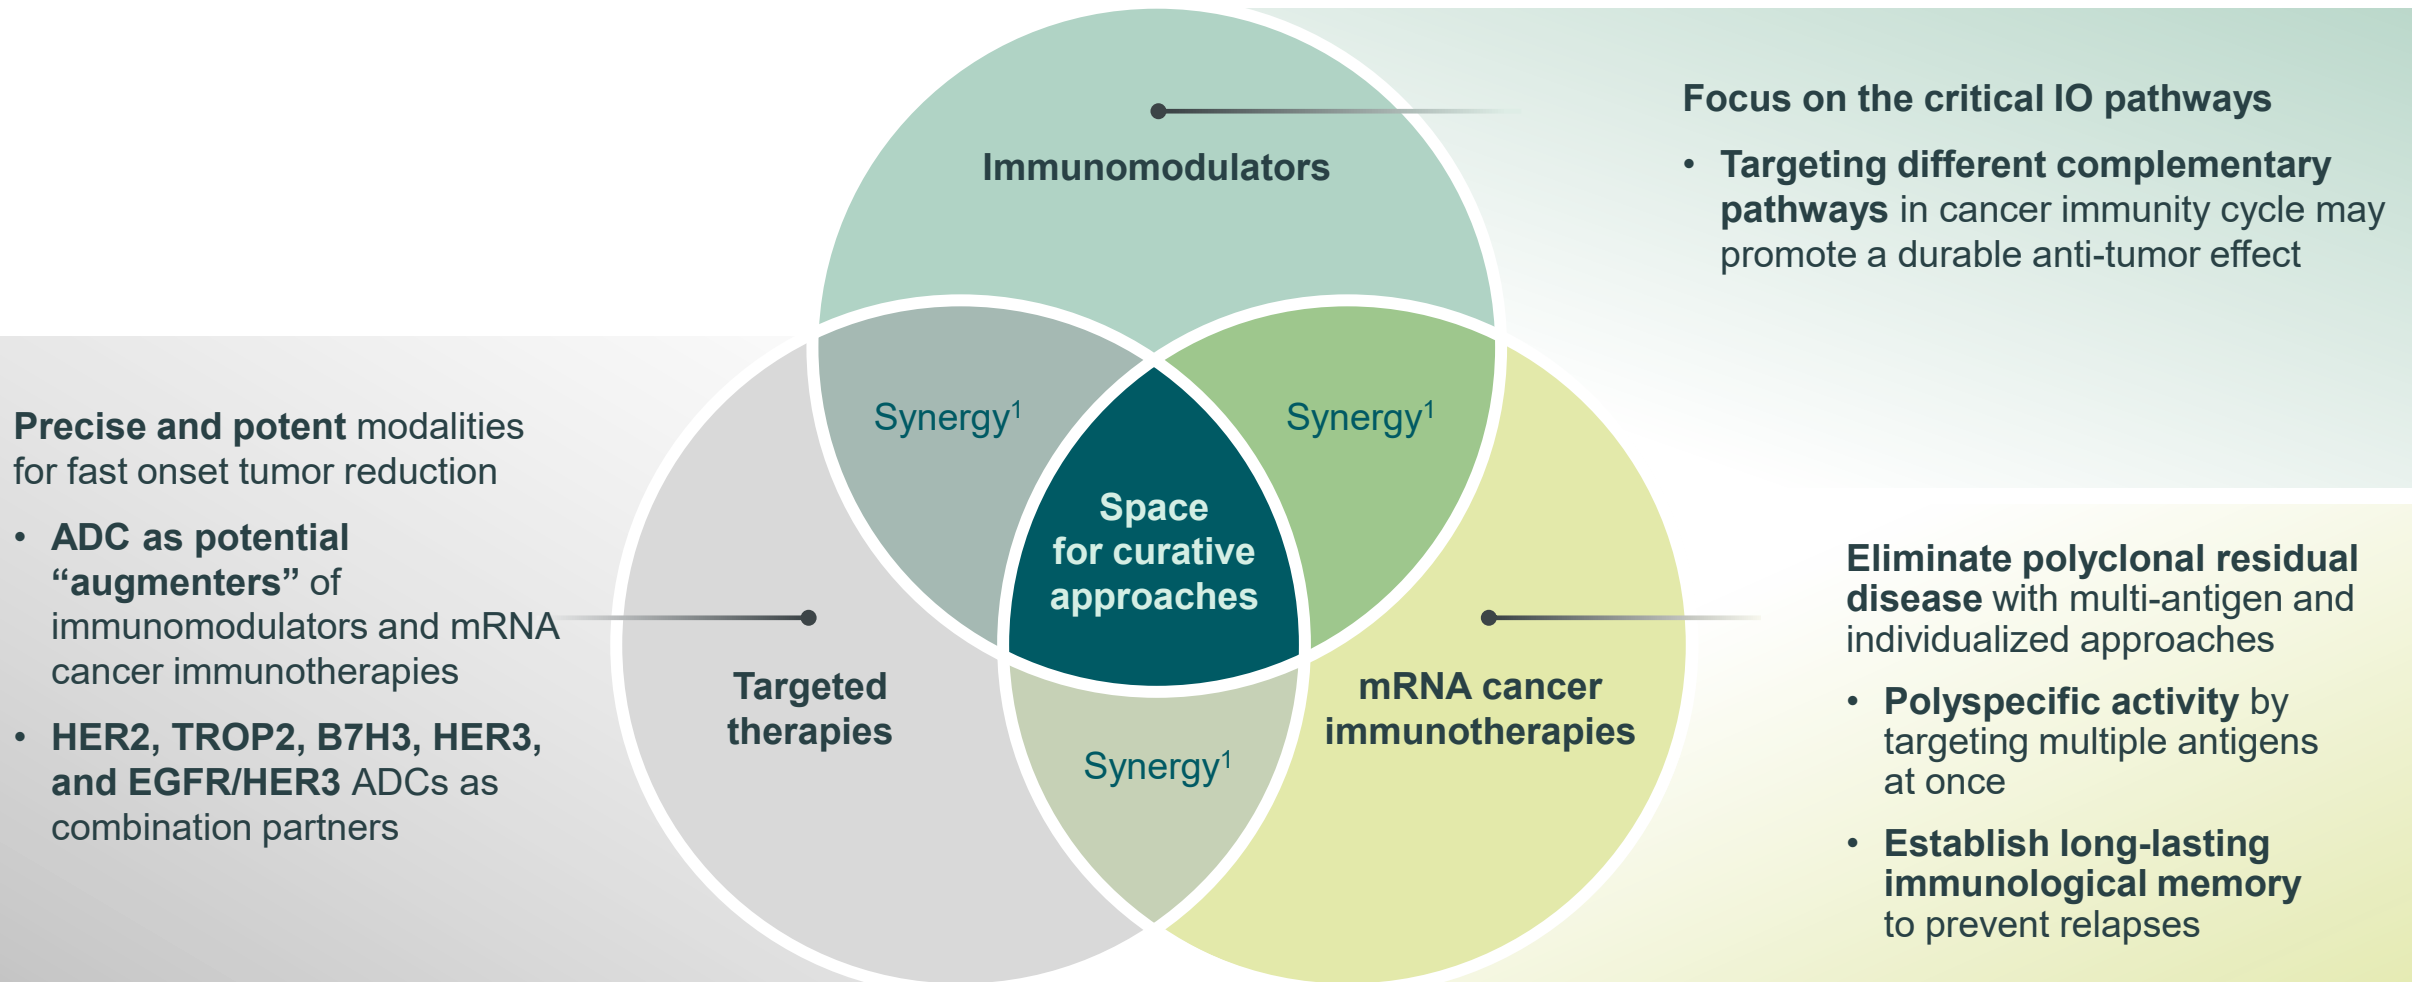 Immunomodulators
Focus on the critical IO pathways
• Targeting different complementary
pathways in cancer immunity cycle may
promote a durable anti-tumor effect
Precise and potent modalities
for fast onset tumor reduction
• ADC as potential
“augmenters” of
immunomodulators and mRNA
cancer immunotherapies
• HER2, TROP2, B7H3, HER3,
and EGFR/HER3 ADCs as
combination partners
Synergy¹
Synergy¹
Space
for curative
approaches
Targeted
therapies
mRNA cancer
immunotherapies
Synergy¹
Eliminate polyclonal residual
disease with multi-antigen and
individualized approaches
• Polyspecific activity by
targeting multiple antigens
at once
• Establish long-lasting
immunological memory
to prevent relapses